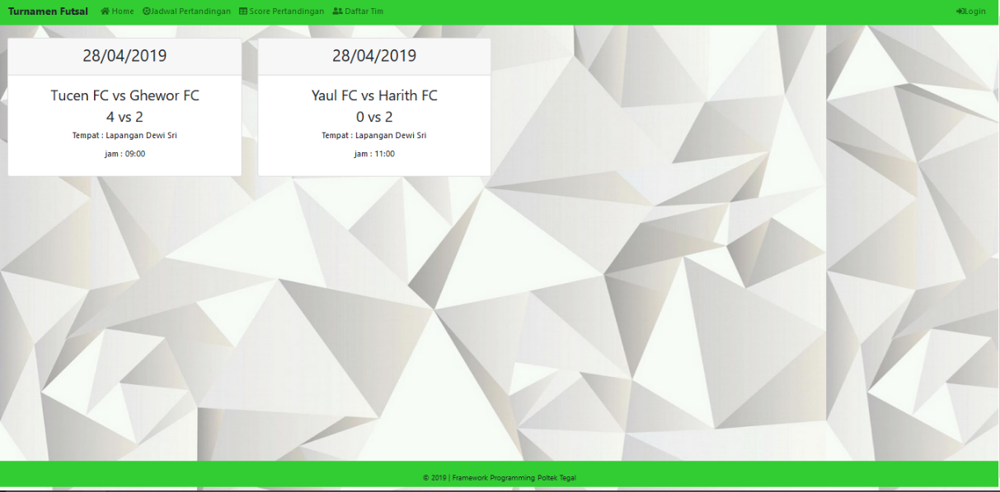 Turnamen Futsal Home Jadwal Pertandingan Score Pertandingan Daftar Tim Login
28/04/2019
Tucen FC vs Ghewor FC
4 vs 2
Tempat : Lapangan Dewi Sri
jam : 09:00
28/04/2019
Yaul FC vs Harith FC
0 vs 2
Tempat : Lapangan Dewi Sri
jam : 11:00
© 2019 | Framework Programming Poltek Tegal